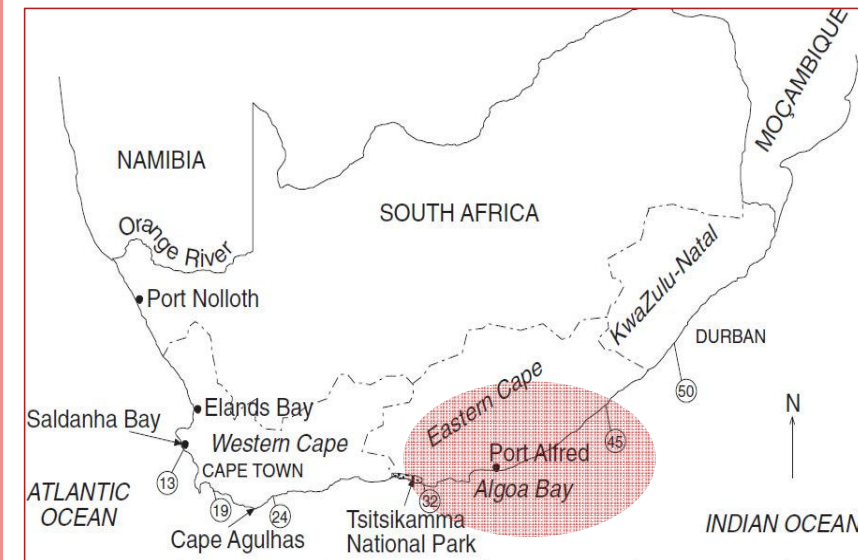 MOÇAMBIQUE
NAMIBIA
SOUTH AFRICA
Orange River
Port Nolloth
KwaZulu-Natal
DURBAN
50
Eastern Cape
Elands Bay
Saldanha Bay
Western Cape
45
N
Port Alfred
CAPE TOWN
13
32
Algoa Bay
ATLANTIC
OCEAN
19
24
Tsitsikamma
National Park
Cape Agulhas
INDIAN OCEAN